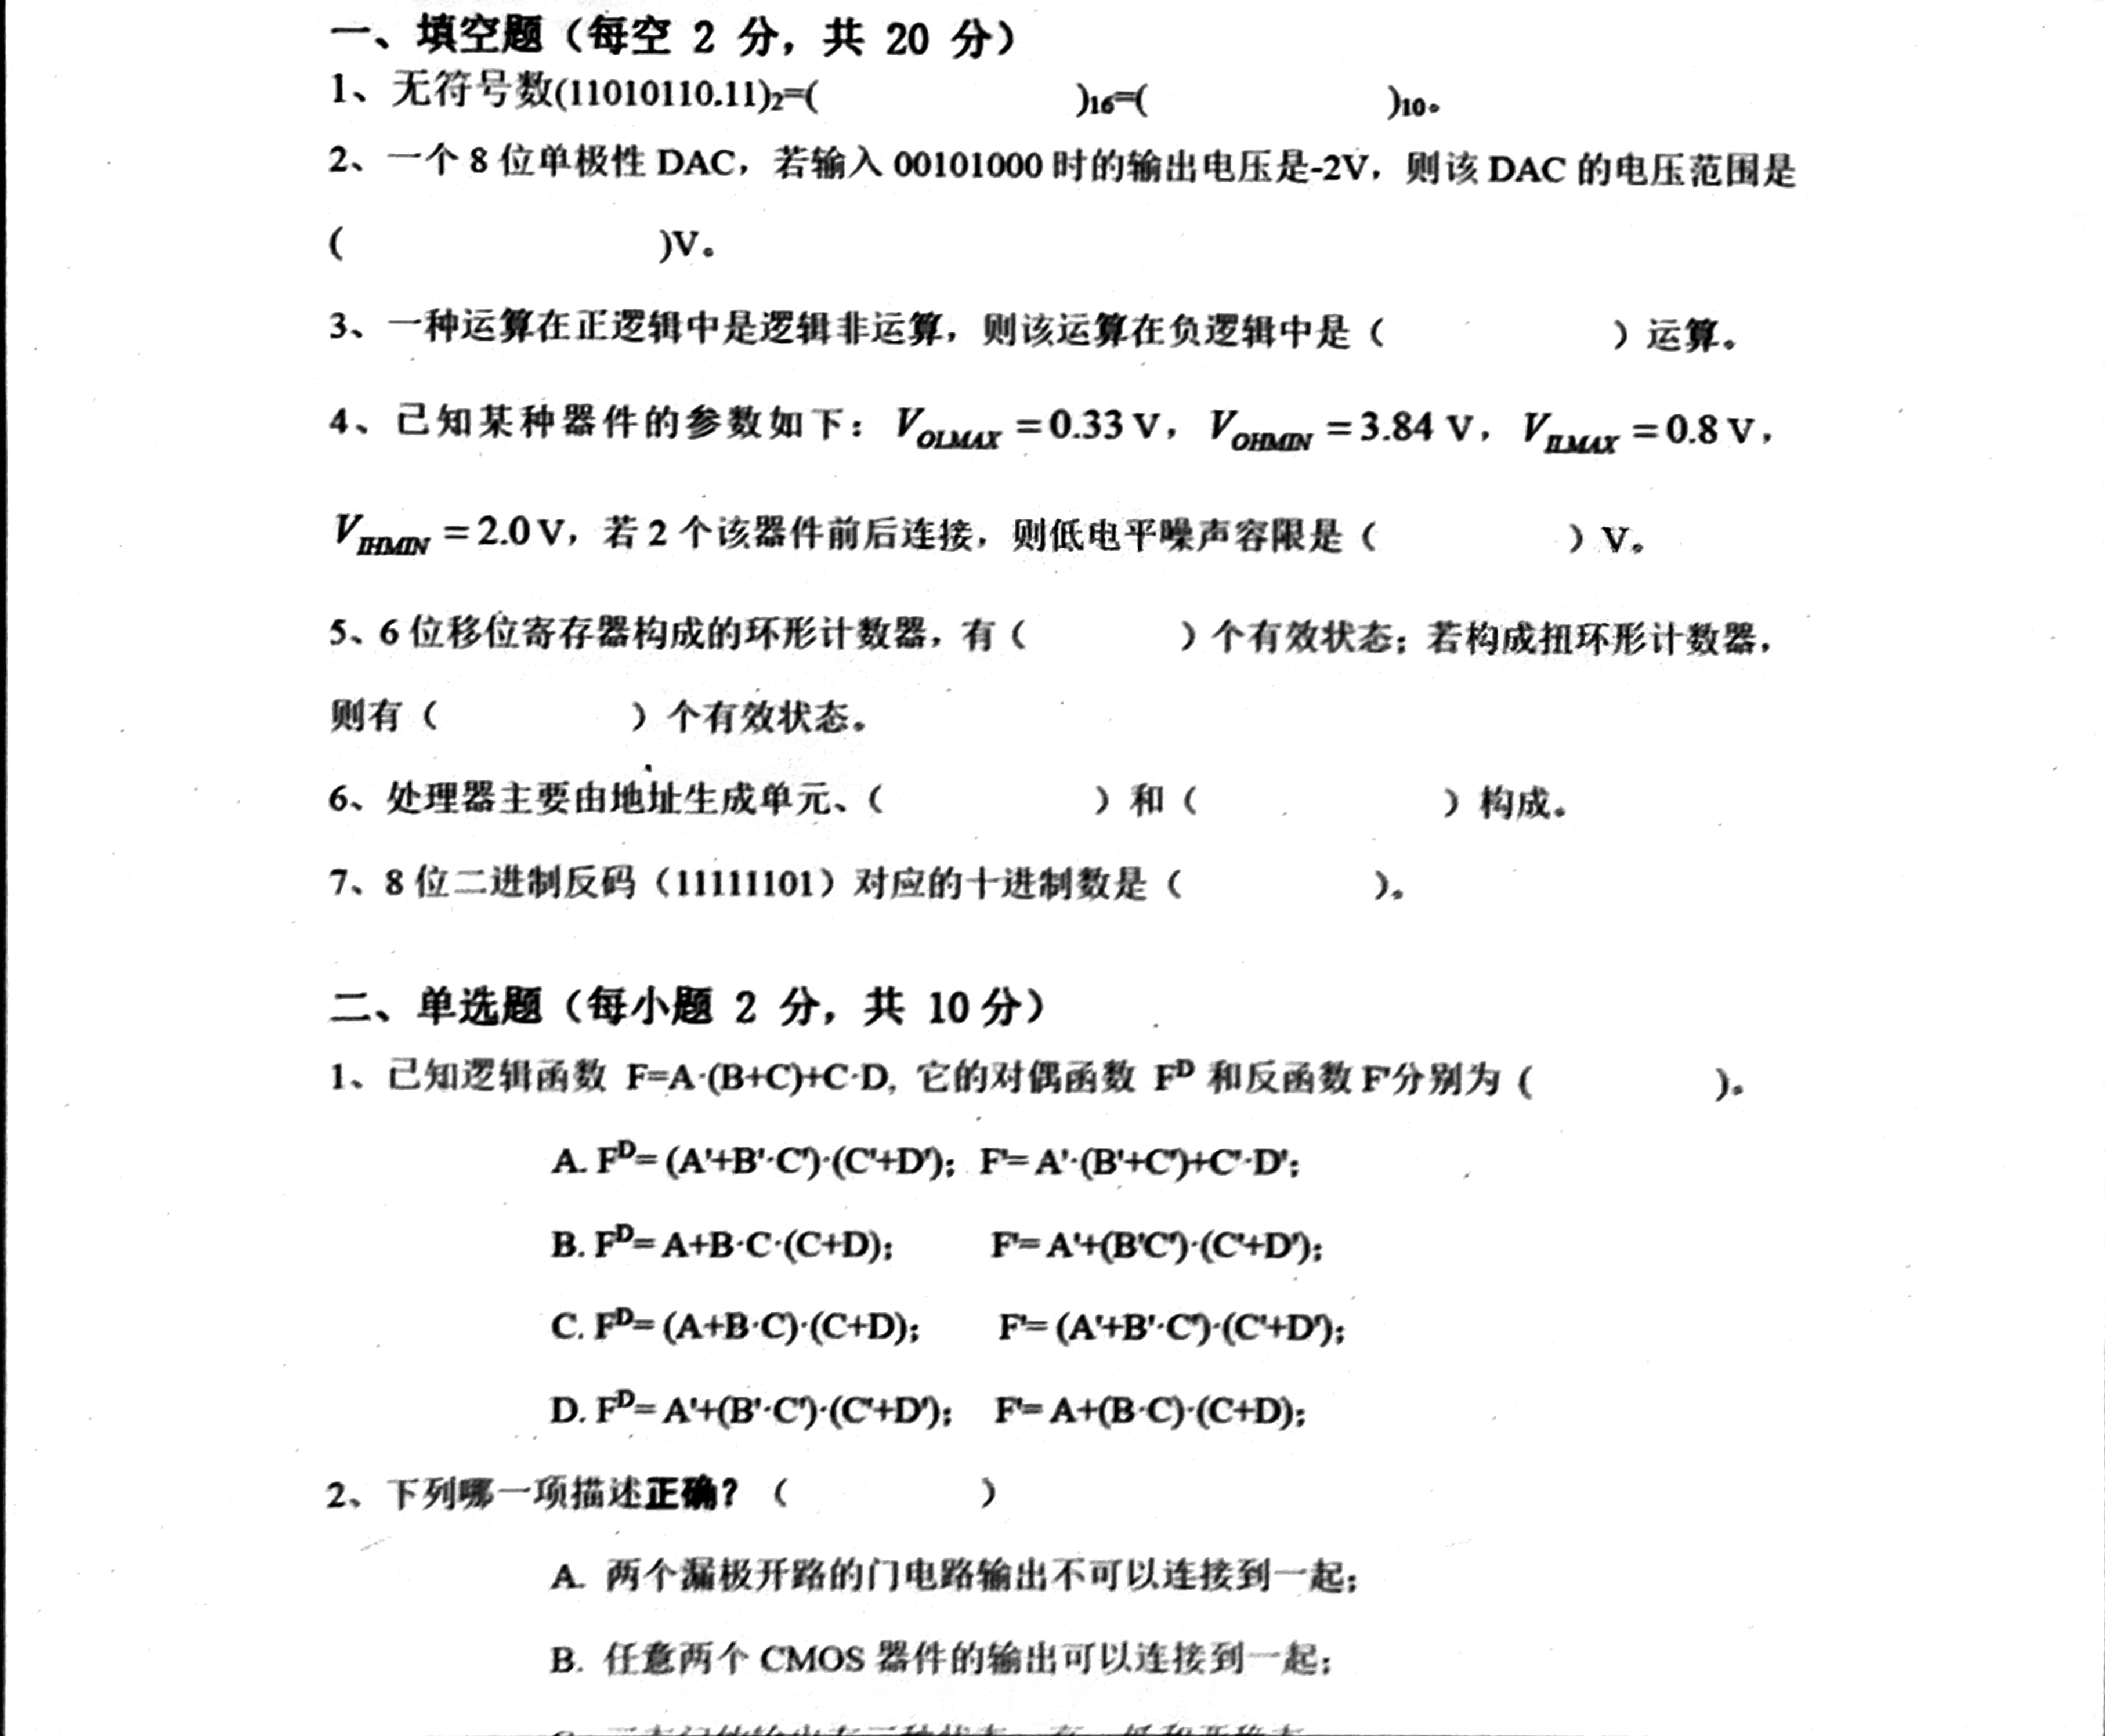 一、填空题（每空 2 分，共 20 分）
1、无符号数(11010110.11)₂=( )₁₆=( )₁₀。
2、一个 8 位单极性 DAC，若输入 00101000 时的输出电压是-2V，则该 DAC 的电压范围是
( )V。
3、一种运算在正逻辑中是逻辑非运算，则该运算在负逻辑中是（ ）运算。
4、已知某种器件的参数如下：V_OLMAX =0.33 V，V_OHMIN =3.84 V，V_ILMAX =0.8 V，
V_IHMIN =2.0 V，若 2 个该器件前后连接，则低电平噪声容限是（ ）V。
5、6 位移位寄存器构成的环形计数器，有（ ）个有效状态；若构成扭环形计数器，
则有（ ）个有效状态。
6、处理器主要由地址生成单元、（ ）和（ ）构成。
7、8 位二进制反码（11111101）对应的十进制数是（ ）。
二、单选题（每小题 2 分，共 10 分）
1、已知逻辑函数 F=A·(B+C)+C·D, 它的对偶函数 Fᴰ 和反函数 F'分别为（ ）。
A. Fᴰ= (A'+B'·C')·(C'+D')；F'= A'·(B'+C')+C'·D'；
B. Fᴰ= A+B·C·(C+D)； F'= A'+(B'C')·(C'+D')；
C. Fᴰ= (A+B·C)·(C+D)； F'= (A'+B'·C')·(C'+D')；
D. Fᴰ= A'+(B'·C')·(C'+D')； F'= A+(B·C)·(C+D)；
2、下列哪一项描述正确？（ ）
A. 两个漏极开路的门电路输出不可以连接到一起；
B. 任意两个 CMOS 器件的输出可以连接到一起；